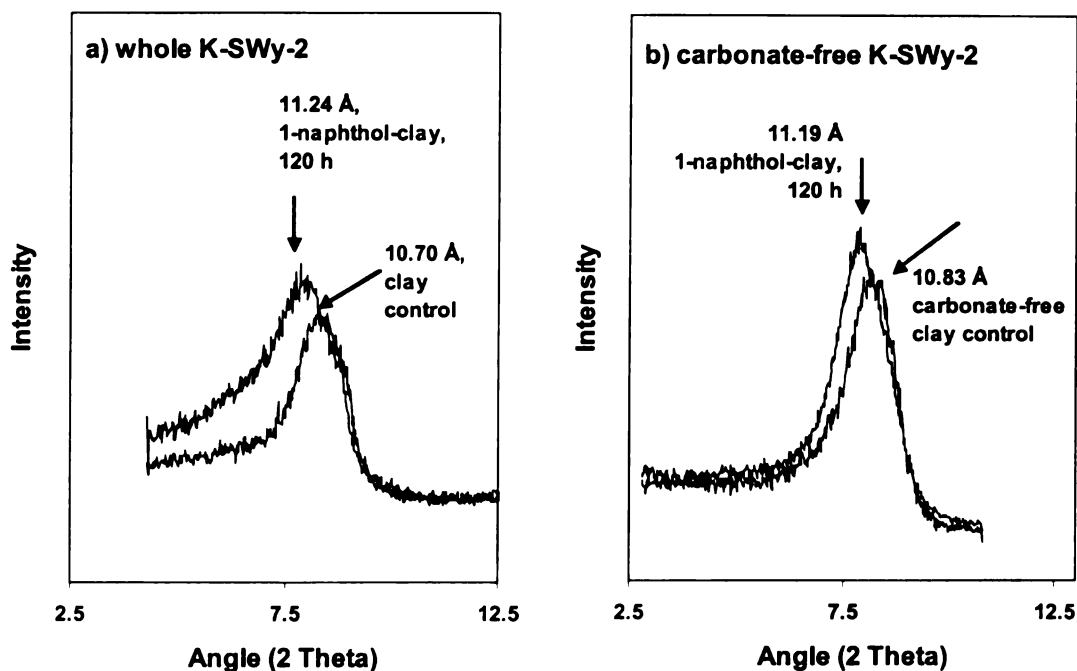 a) whole K-SWy-2
11.24 Å,
1-naphthol-clay,
120 h
10.70 Å,
clay
control
Intensity
2.5
7.5
12.5
Angle (2 Theta)
b) carbonate-free K-SWy-2
11.19 Å
1-naphthol-clay,
120 h
10.83 Å
carbonate-free
clay control
Intensity
2.5
7.5
12.5
Angle (2 Theta)